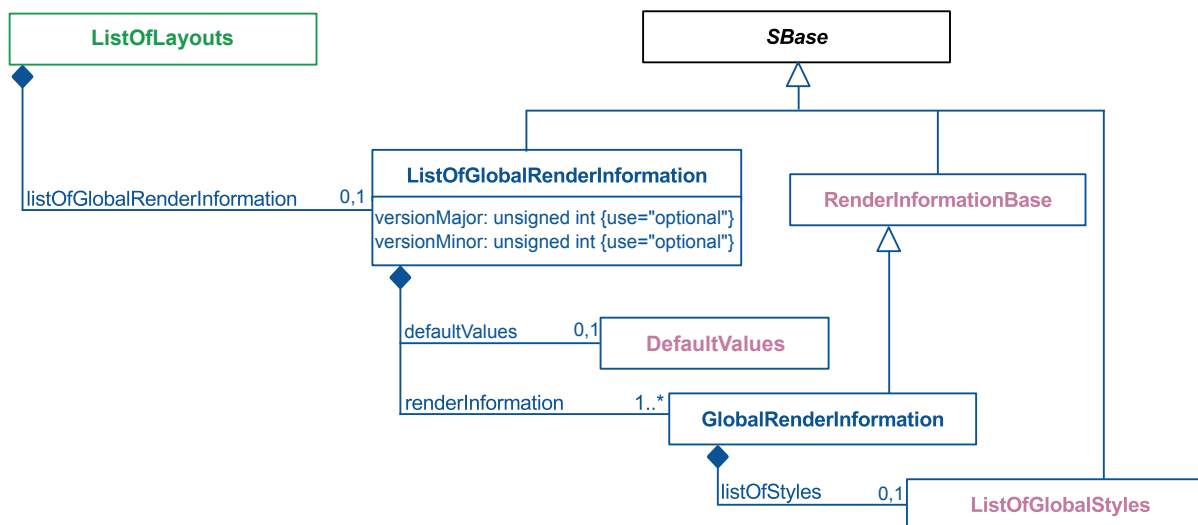 ListOfLayouts
SBase
ListOfGlobalRenderInformation
listOfGlobalRenderInformation
0,1
versionMajor: unsigned int {use="optional"}
versionMinor: unsigned int {use="optional"}
RenderInformationBase
defaultValues
0,1
DefaultValues
renderInformation
1..*
GlobalRenderInformation
listOfStyles
0,1
ListOfGlobalStyles